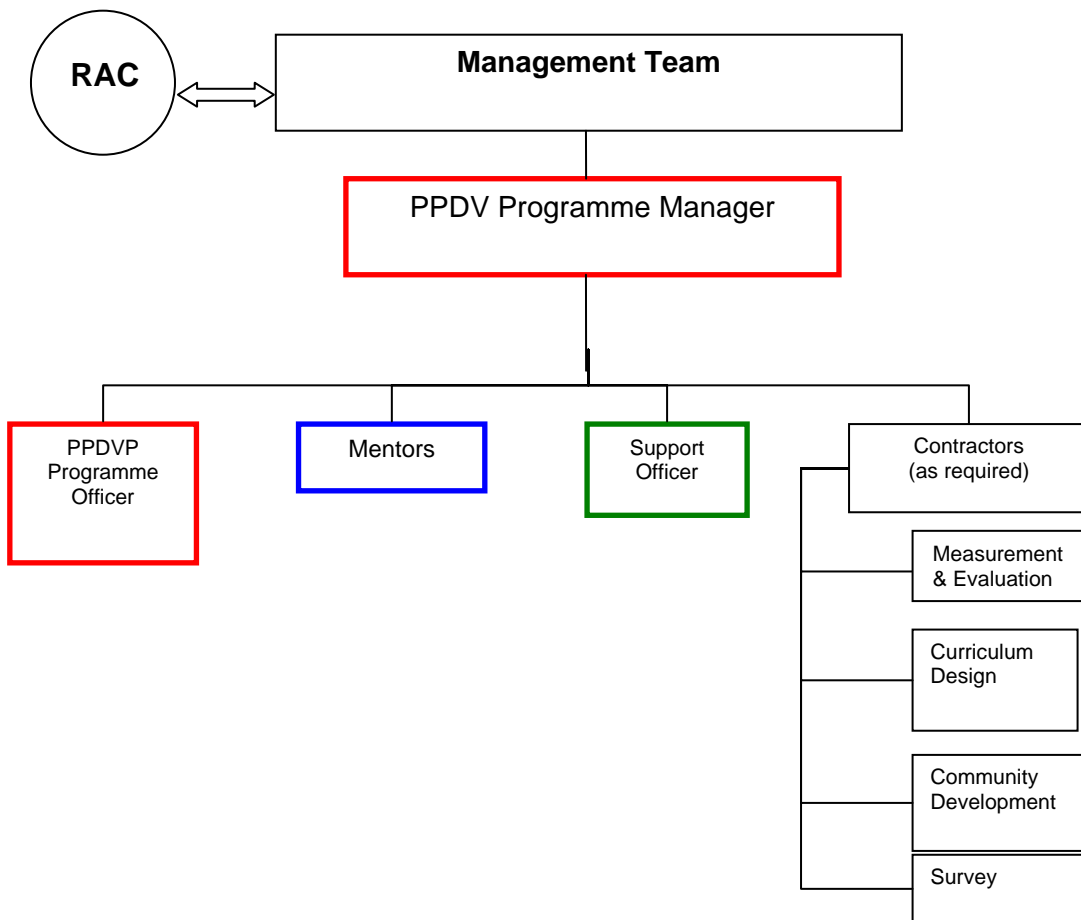 RAC
Management Team
PPDV Programme Manager
PPDVP
Programme
Officer
Mentors
Support
Officer
Contractors
(as required)
Measurement
& Evaluation
Curriculum
Design
Community
Development
Survey